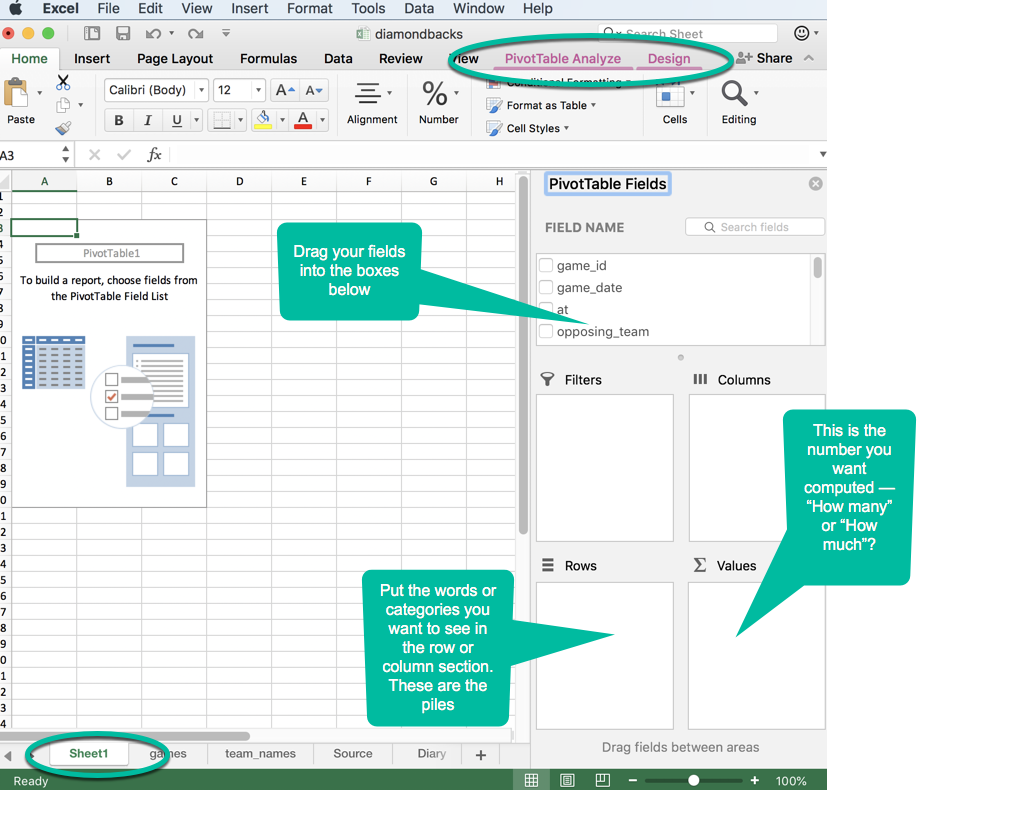 Excel File Edit View Insert Format Tools Data Window Help
diamondbacks
Search Sheet
Home Insert Page Layout Formulas Data Review View PivotTable Analyze Design Share
Calibri (Body) 12 A A
Conditional Formatting
Format as Table
Cell Styles
B I U A
Paste Alignment % Number Cells Editing
A3 fx
A B C D E F G H
PivotTable1
To build a report, choose fields from
the PivotTable Field List
Drag your fields
into the boxes
below
PivotTable Fields
FIELD NAME Search fields
game_id
game_date
at
opposing_team
Filters Columns
This is the
number you
want
computed —
“How many”
or “How
much”?
Rows Σ Values
Put the words or
categories you
want to see in
the row or
column section.
These are the
piles
Drag fields between areas
Sheet1 games team_names Source Diary +
Ready 100%